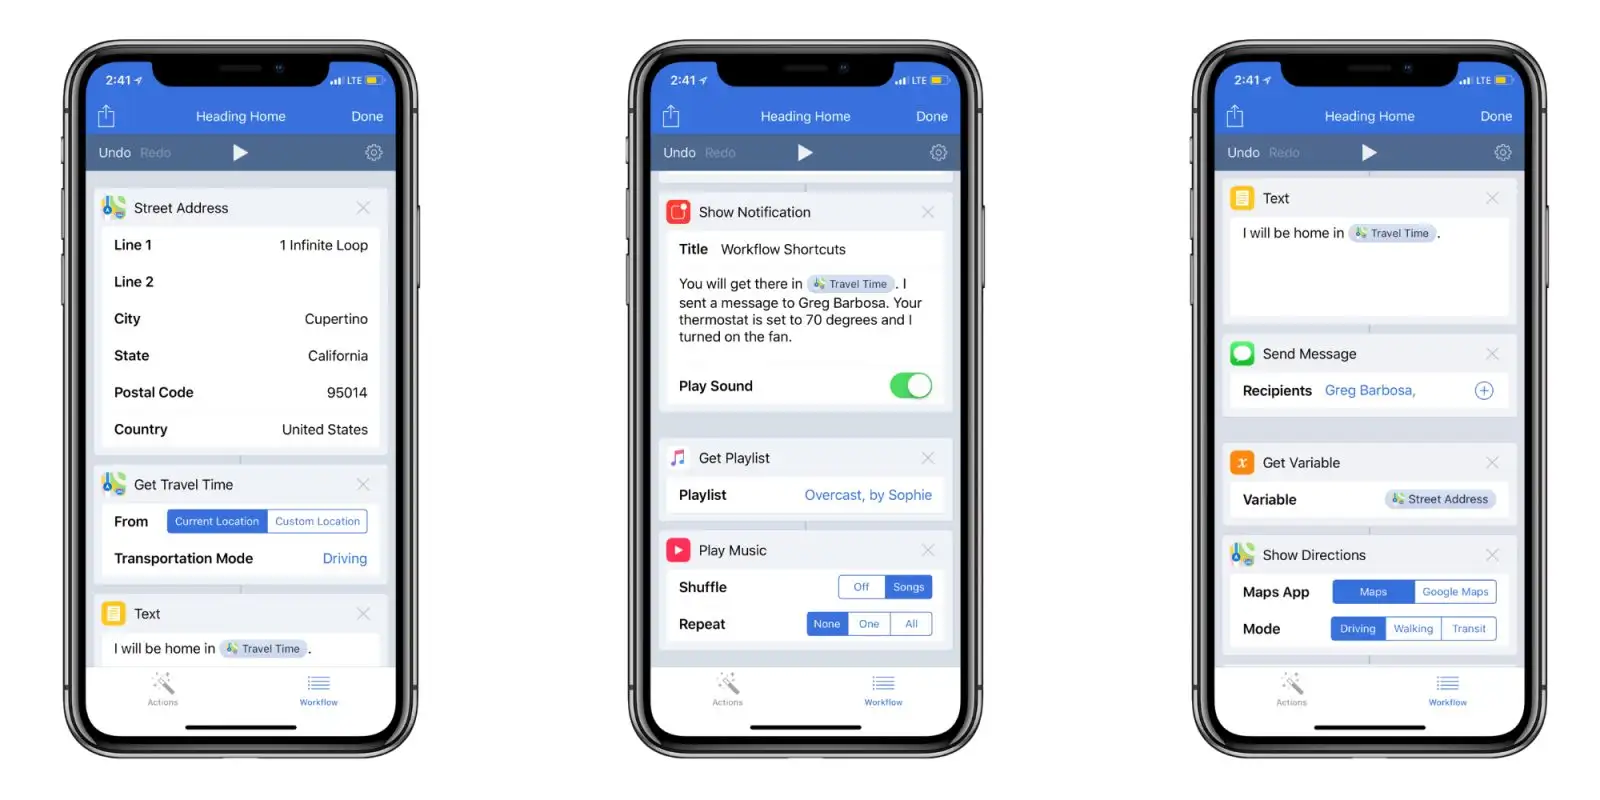 2:41 LTE
Heading Home Done
Undo Redo
Street Address
Line 1 1 Infinite Loop
Line 2
City Cupertino
State California
Postal Code 95014
Country United States
Get Travel Time
From Current Location Custom Location
Transportation Mode Driving
Text
I will be home in Travel Time .
Actions Workflow
2:41 LTE
Heading Home Done
Undo Redo
Show Notification
Title Workflow Shortcuts
You will get there in Travel Time . I
sent a message to Greg Barbosa. Your
thermostat is set to 70 degrees and I
turned on the fan.
Play Sound
Get Playlist
Playlist Overcast, by Sophie
Play Music
Shuffle Off Songs
Repeat None One All
Actions Workflow
2:41 LTE
Heading Home Done
Undo Redo
Text
I will be home in Travel Time .
Send Message
Recipients Greg Barbosa,
x Get Variable
Variable Street Address
Show Directions
Maps App Maps Google Maps
Mode Driving Walking Transit
Actions Workflow